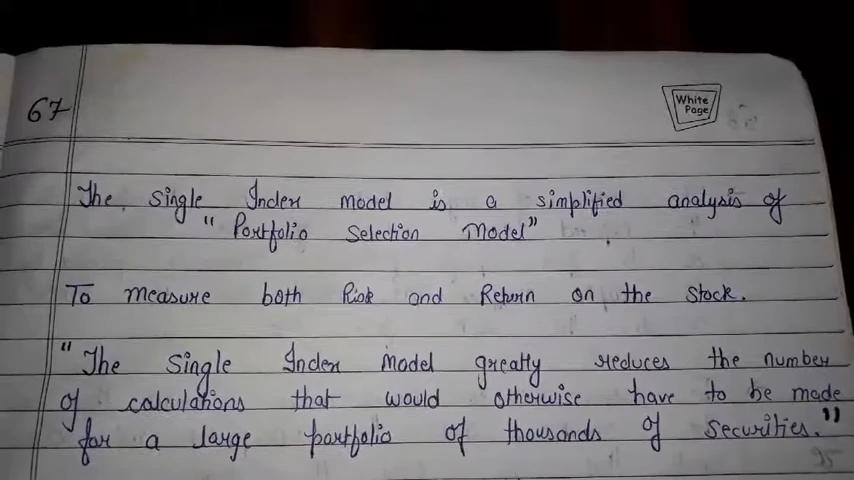 67
White
Page
The Single Index model is a simplified analysis of
"Portfolio Selection Model"
To measure both Risk and Return on the Stock.
"The Single Index model greatly reduces the number
of calculations that would otherwise have to be made
for a large portfolio of thousands of securities."